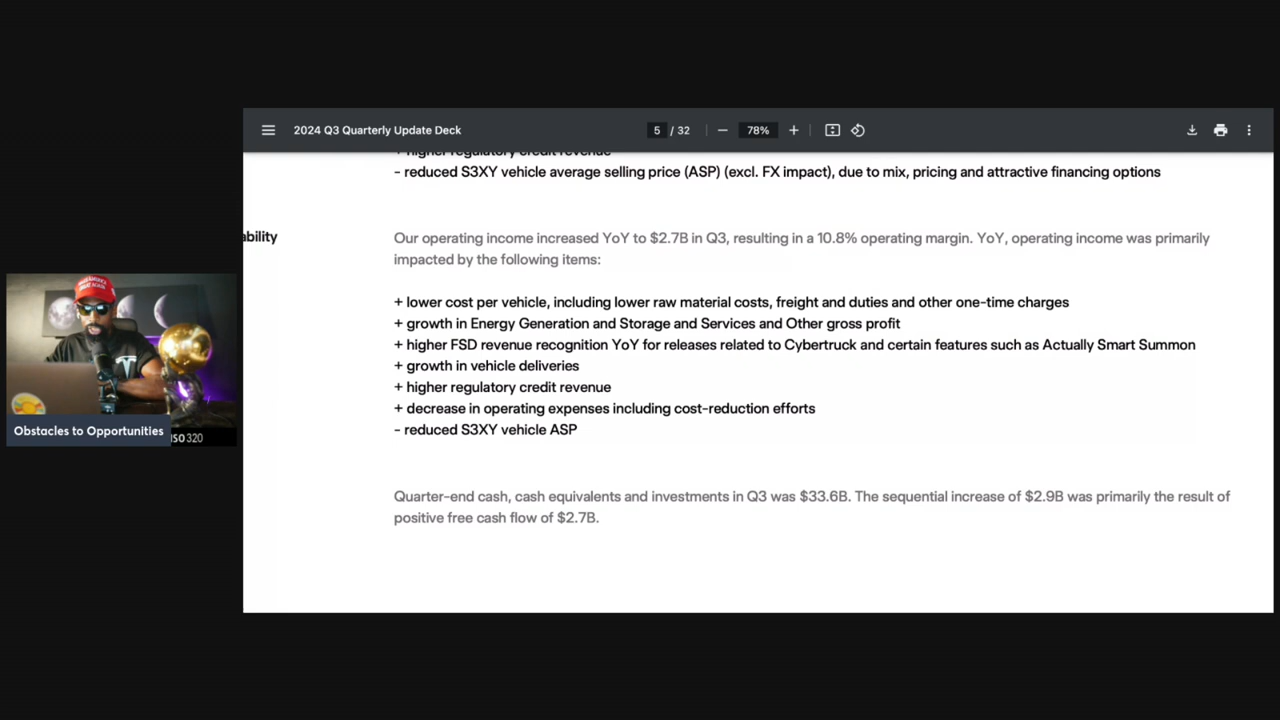 2024 Q3 Quarterly Update Deck
5 / 32
78%
+ higher regulatory credit revenue
- reduced S3XY vehicle average selling price (ASP) (excl. FX impact), due to mix, pricing and attractive financing options
ability
Our operating income increased YoY to $2.7B in Q3, resulting in a 10.8% operating margin. YoY, operating income was primarily
impacted by the following items:
+ lower cost per vehicle, including lower raw material costs, freight and duties and other one-time charges
+ growth in Energy Generation and Storage and Services and Other gross profit
+ higher FSD revenue recognition YoY for releases related to Cybertruck and certain features such as Actually Smart Summon
+ growth in vehicle deliveries
+ higher regulatory credit revenue
+ decrease in operating expenses including cost-reduction efforts
- reduced S3XY vehicle ASP
Quarter-end cash, cash equivalents and investments in Q3 was $33.6B. The sequential increase of $2.9B was primarily the result of
positive free cash flow of $2.7B.
Obstacles to Opportunities
ISO 320